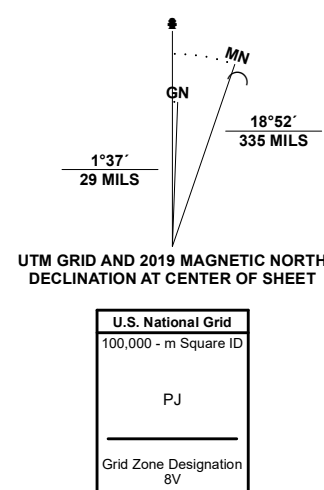 MN
GN
18°52´
335 MILS
1°37´
29 MILS
UTM GRID AND 2019 MAGNETIC NORTH
DECLINATION AT CENTER OF SHEET
U.S. National Grid
100,000 - m Square ID
PJ
Grid Zone Designation
8V